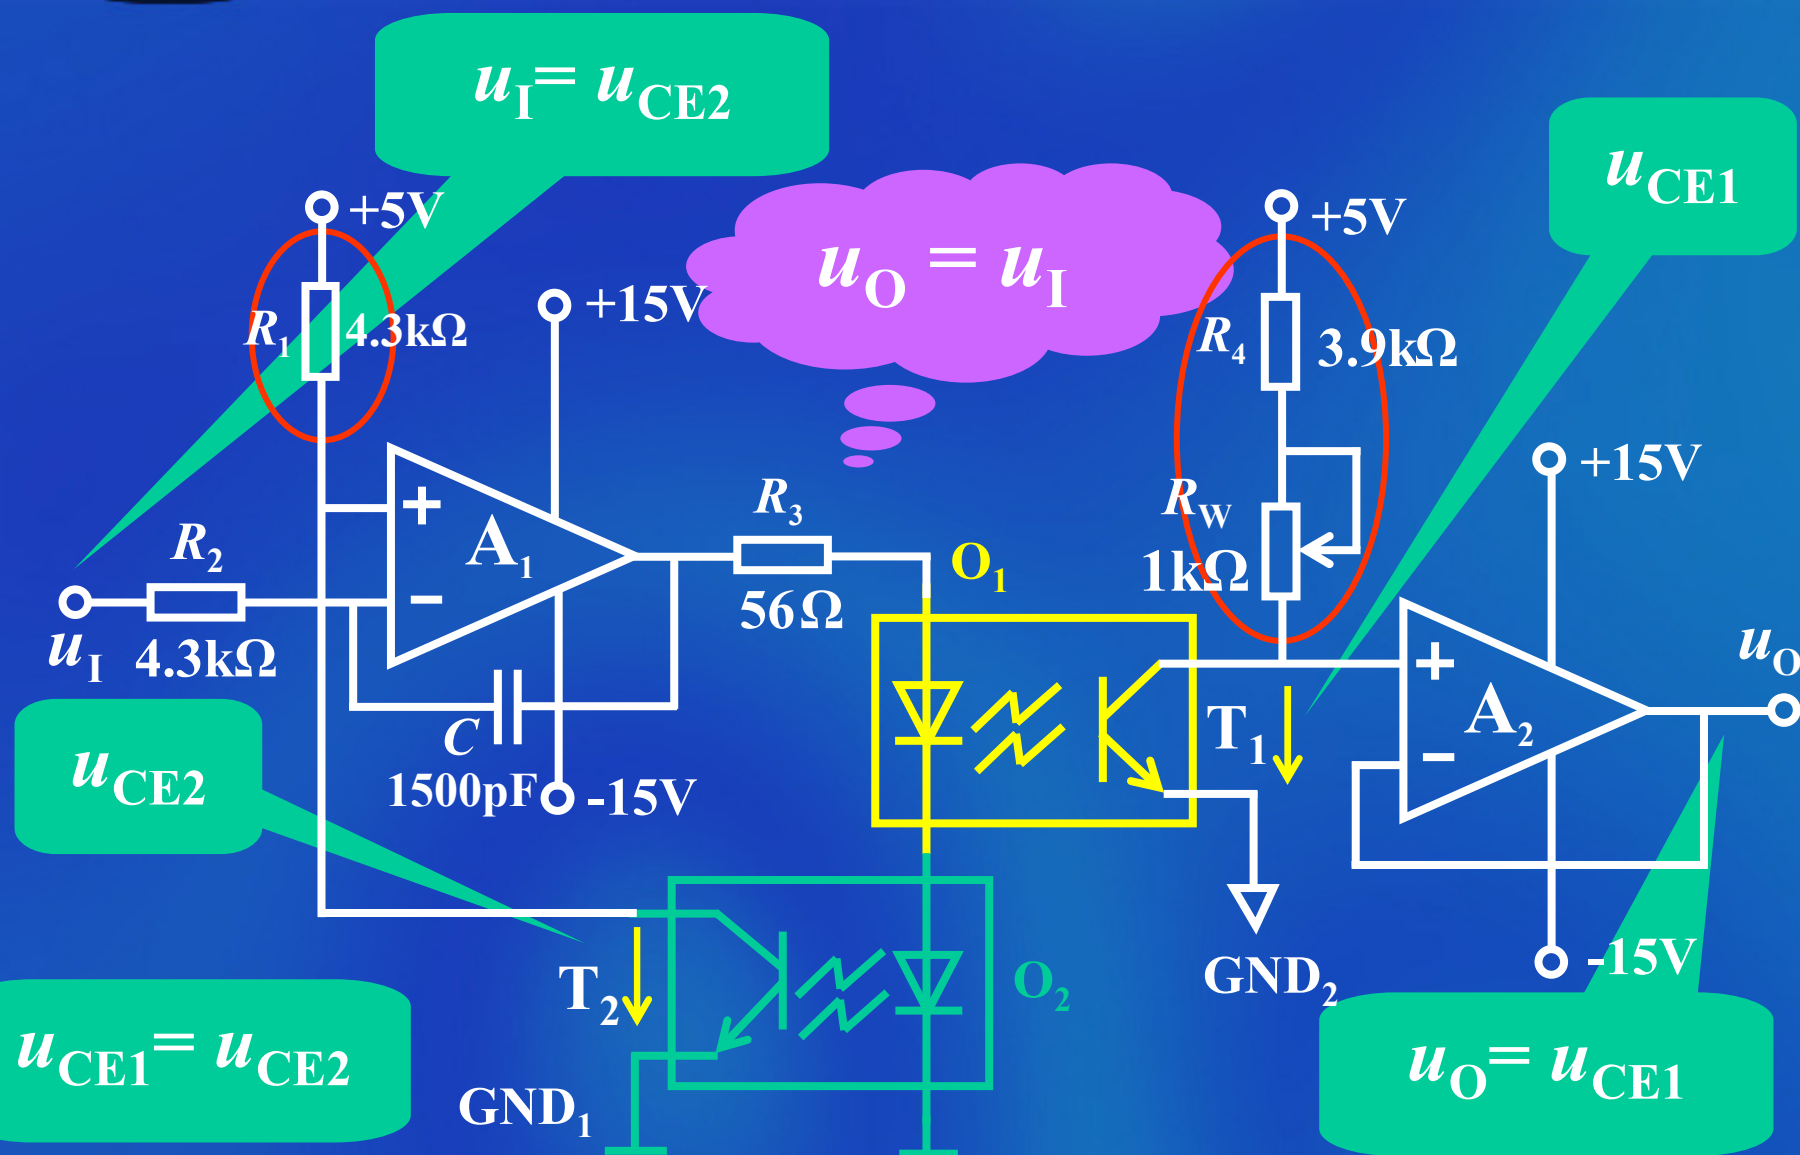 uI= uCE2
uCE1
+5V
+5V
uO = uI
+15V
R1
4.3kΩ
R4
3.9kΩ
+15V
R3
RW
+
A1
R2
−
O1
1kΩ
56Ω
uI
4.3kΩ
uO
+
A2
T1
−
C
uCE2
1500pF
-15V
-15V
T2
O2
GND2
uCE1= uCE2
uO= uCE1
GND1